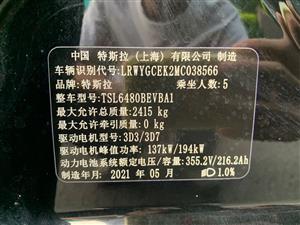 中国 特斯拉（上海）有限公司 制造
车辆识别代号: LRWYGCEK2MC038566
品牌: 特斯拉 乘坐人数: 5
整车型号: TSL6480BEVBA1
最大允许总质量: 2415 kg
最大允许牵引质量: 0 kg
驱动电机型号: 3D3/3D7
驱动电机峰值功率: 137kW/194kW
动力电池系统额定电压/容量: 355.2V/216.2Ah
制造年月: 2021 年 05 月 1.0%